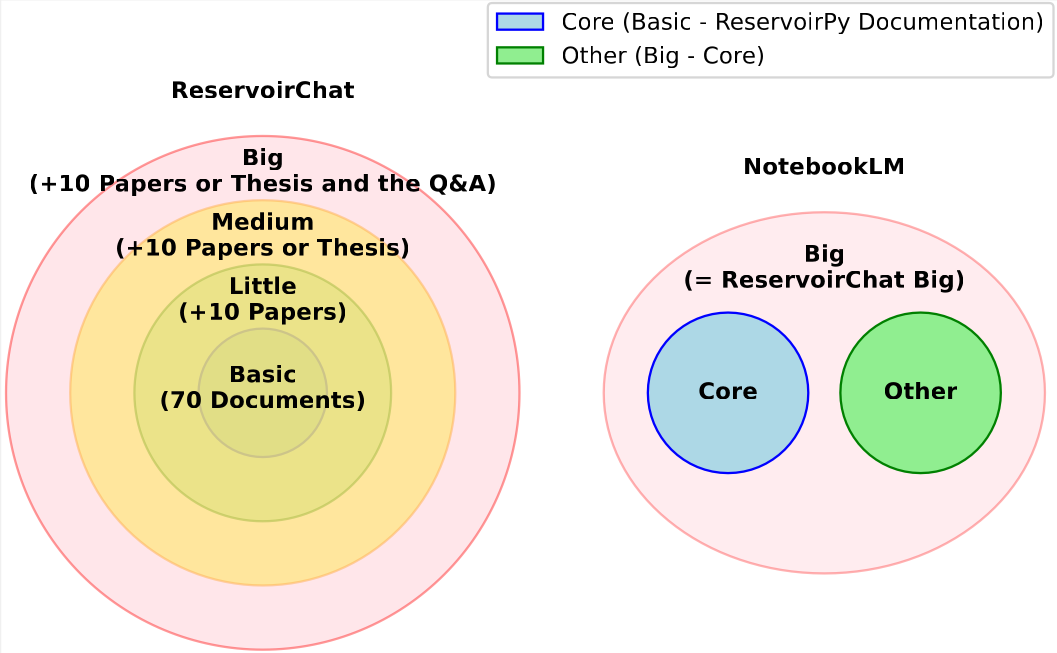 Core (Basic - ReservoirPy Documentation)
Other (Big - Core)
ReservoirChat
Big
(+10 Papers or Thesis and the Q&A)
Medium
(+10 Papers or Thesis)
Little
(+10 Papers)
Basic
(70 Documents)
NotebookLM
Big
(= ReservoirChat Big)
Core
Other